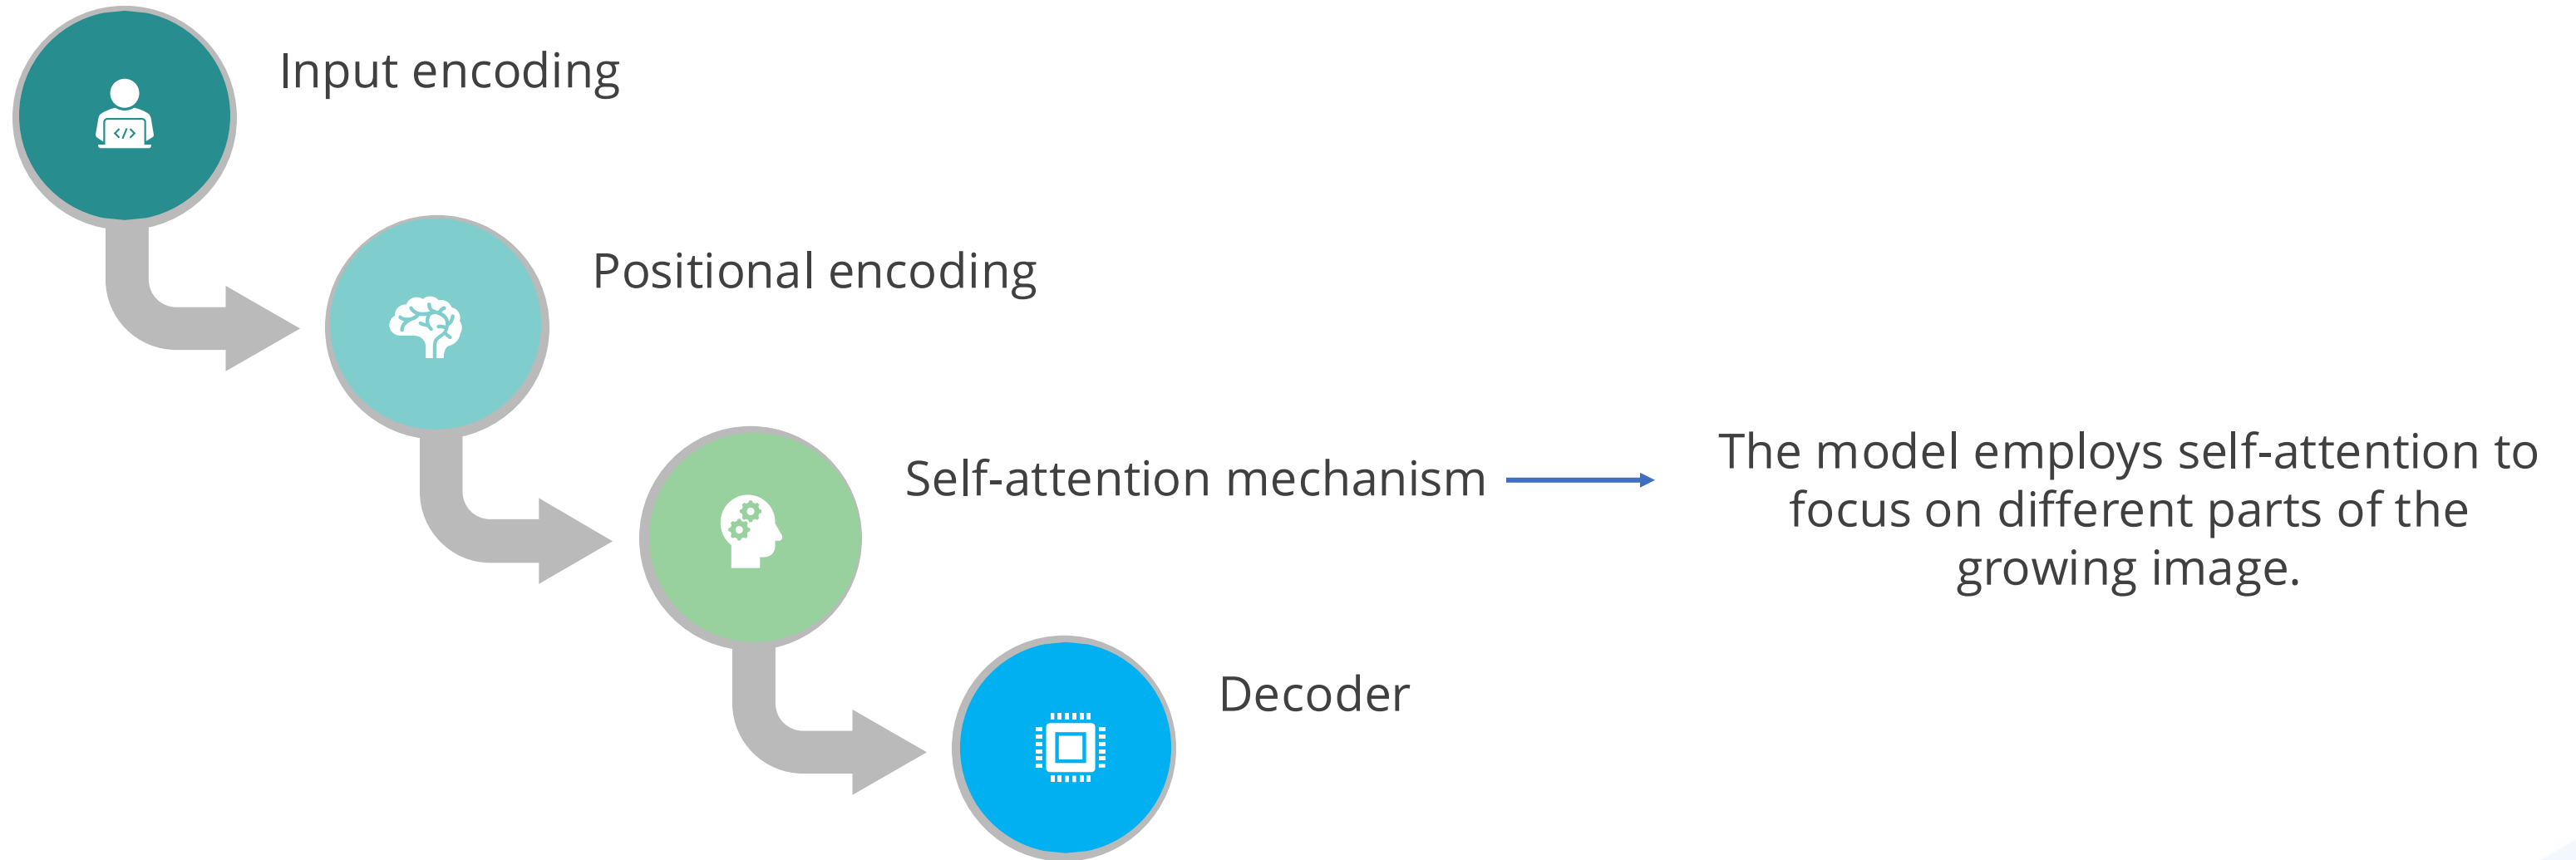 Input encoding
Positional encoding
Self-attention mechanism
The model employs self-attention to
focus on different parts of the
growing image.
Decoder